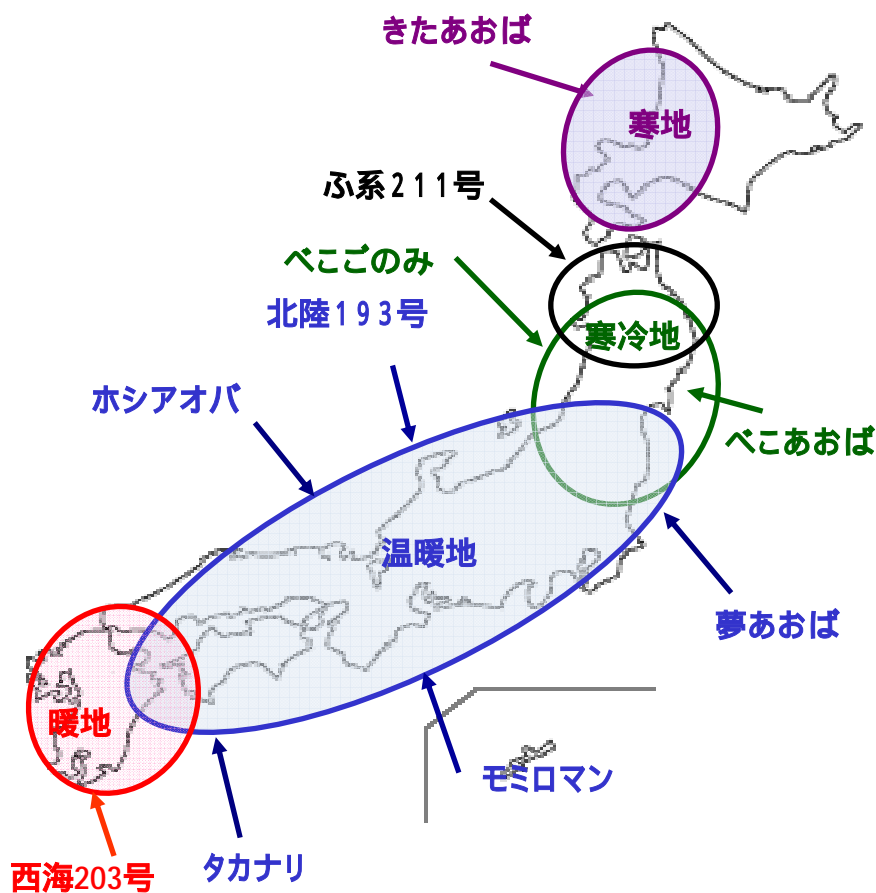 きたあおば
寒地
ふ系211号
べこごのみ
北陸193号
寒冷地
ホシアオバ
べこあおば
温暖地
夢あおば
暖地
モミロマン
タカナリ
西海203号